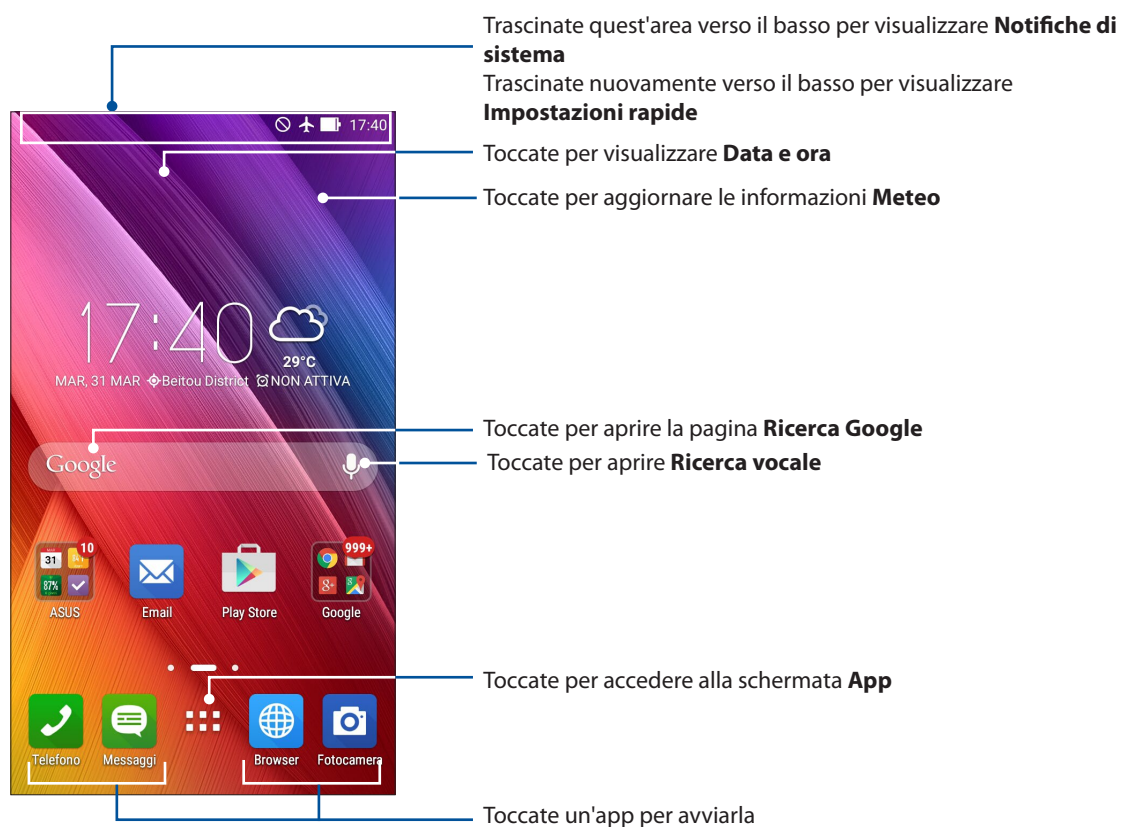 Trascinate quest'area verso il basso per visualizzare Notifiche di
sistema
Trascinate nuovamente verso il basso per visualizzare
Impostazioni rapide
17:40
Toccate per visualizzare Data e ora
Toccate per aggiornare le informazioni Meteo
17:40
29°C
MAR, 31 MAR Beitou District NON ATTIVA
Toccate per aprire la pagina Ricerca Google
Google
Toccate per aprire Ricerca vocale
10
999+
31
87%
8+
ASUS Email Play Store Google
Toccate per accedere alla schermata App
Telefono Messaggi Browser Fotocamera
Toccate un'app per avviarla